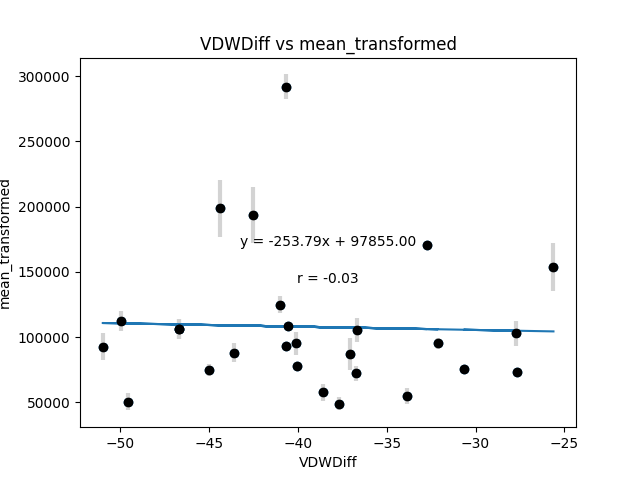 VDWDiff vs mean_transformed
300000
250000
200000
150000
100000
50000
mean_transformed
y = -253.79x + 97855.00
r = -0.03
−50
−45
−40
−35
−30
−25
VDWDiff